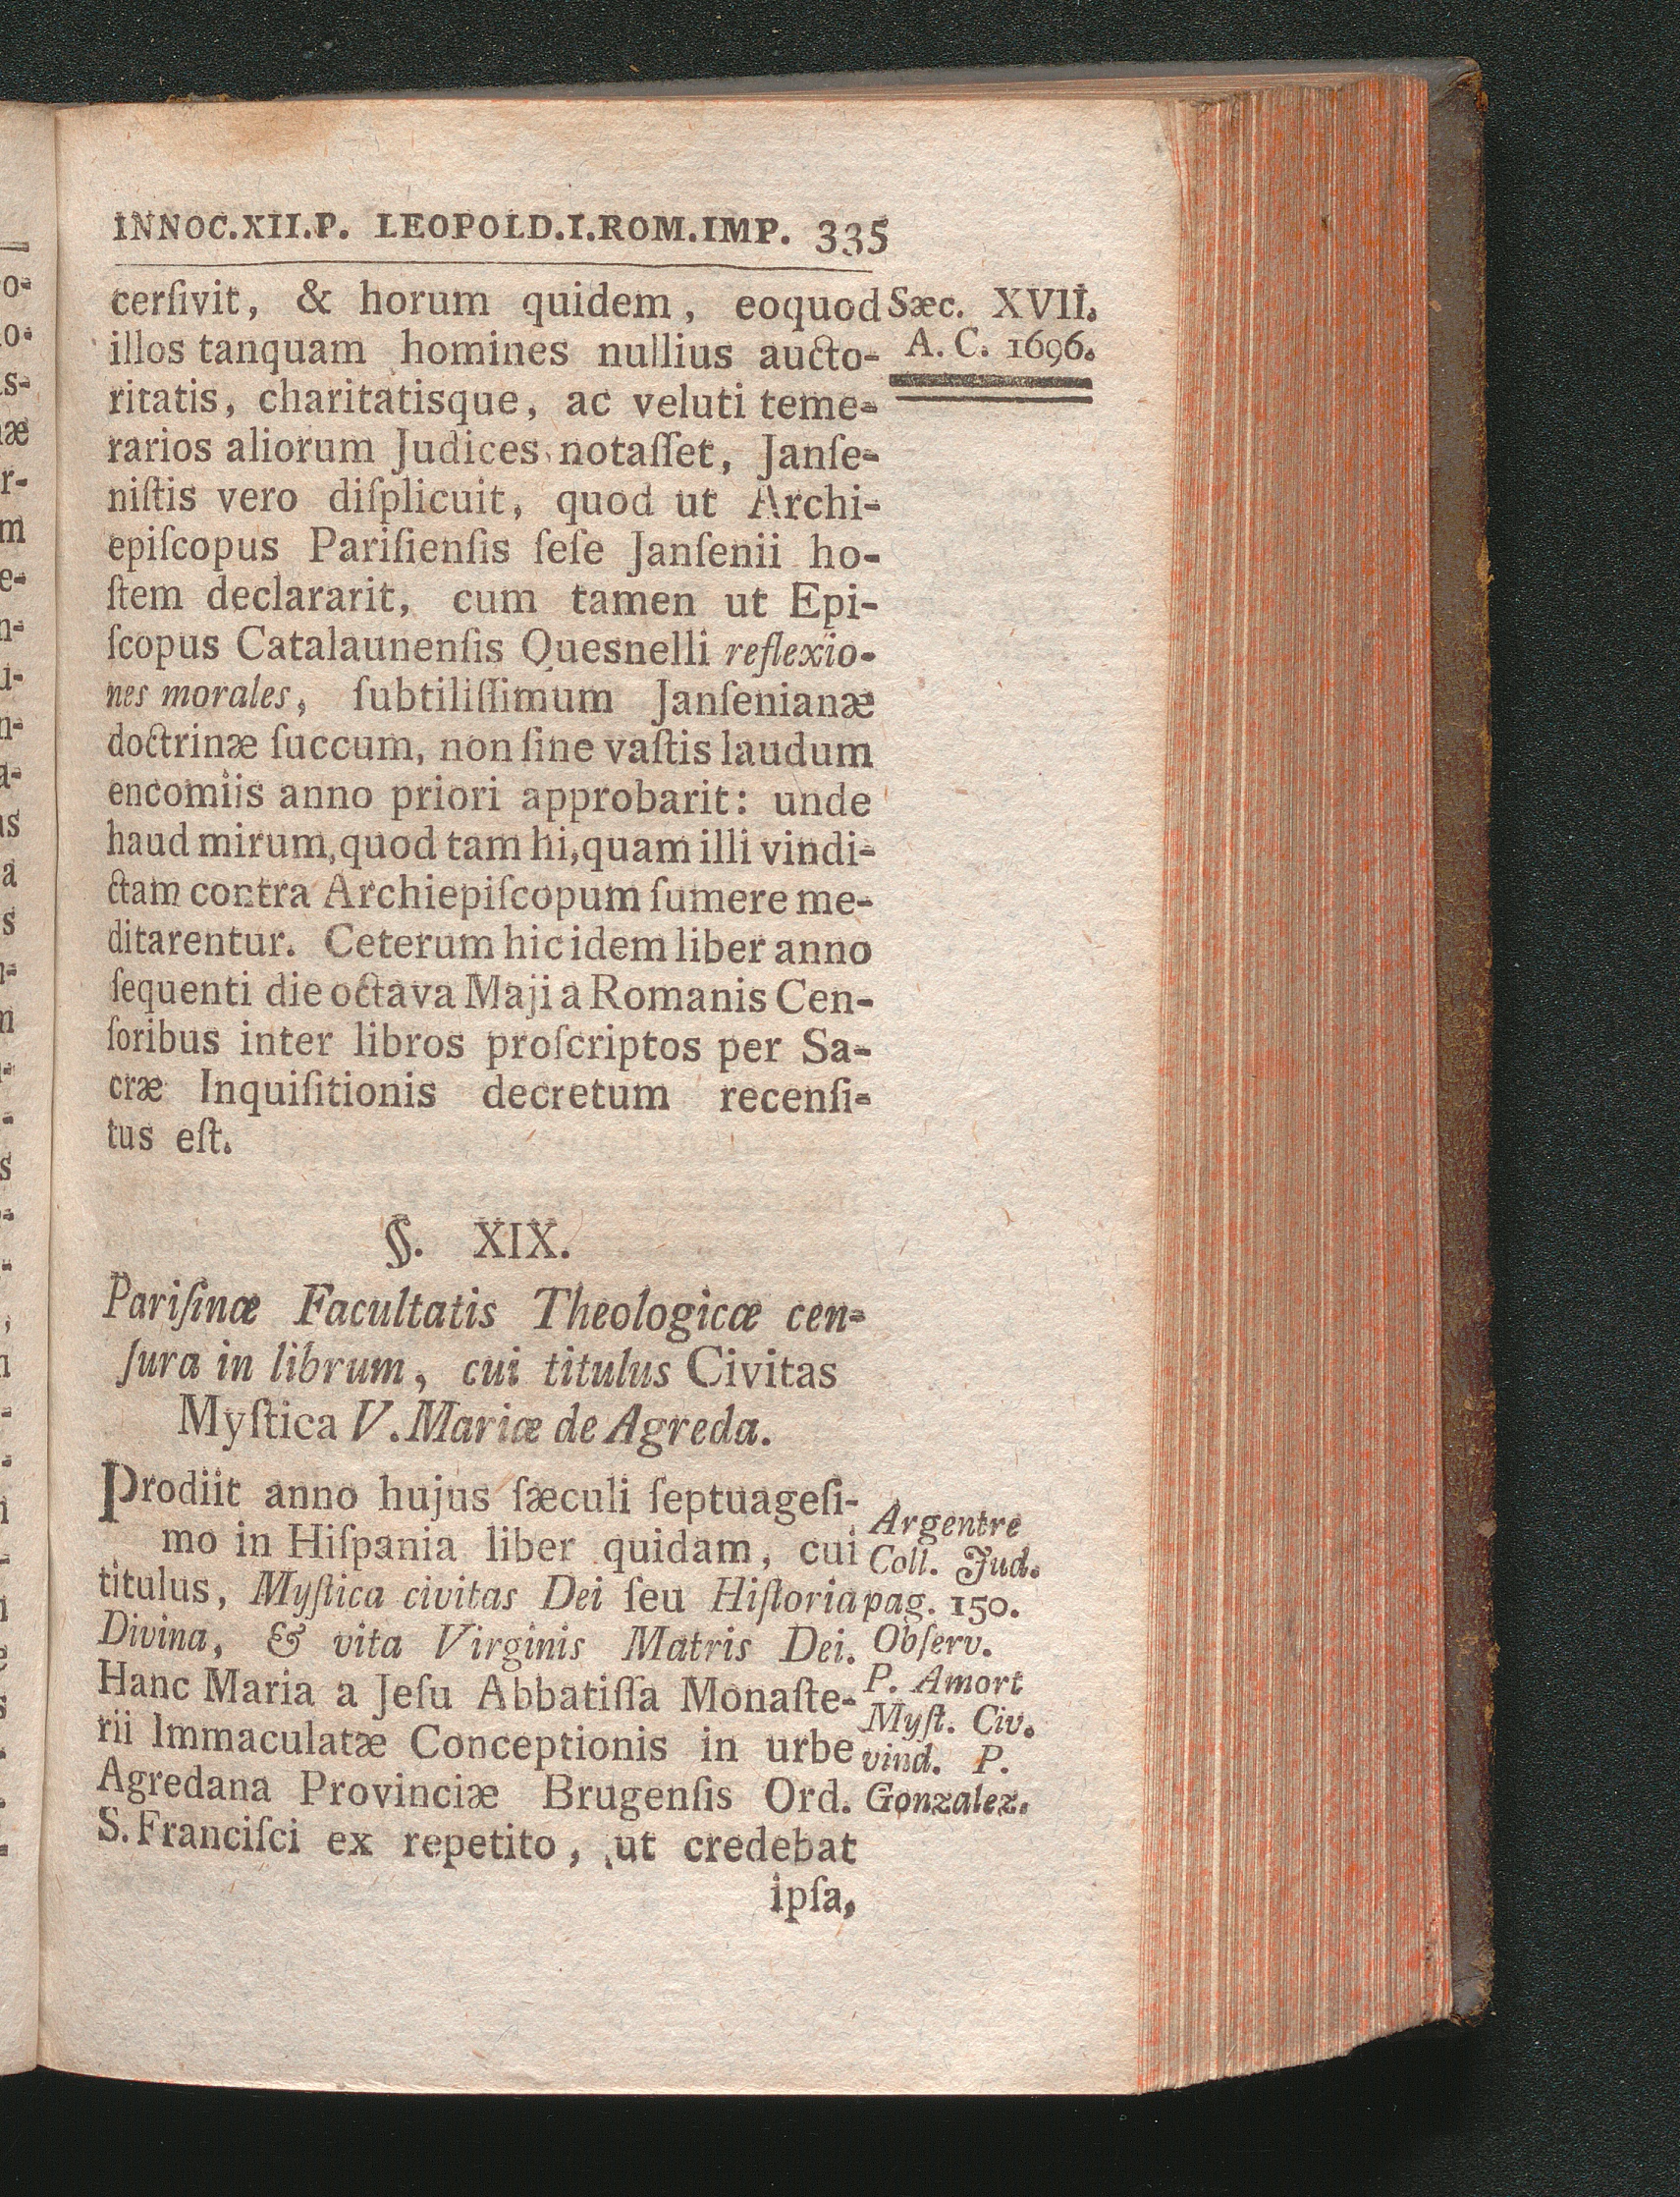 INNOC.XII.P. LEOPOLD.I.ROM.IMP. 335
cerſivit, & horum quidem, eoquod
illos tanquam homines nullius aucto-
ritatis, charitatisque, ac veluti teme-
rarios aliorum Judices notaſſet, Janſe-
niſtis vero diſplicuit, quod ut Archi-
epiſcopus Pariſienſis ſeſe Janſenii ho-
ſtem declararit, cum tamen ut Epi-
ſcopus Catalaunenſis Quesnelli reflexio-
nes morales, ſubtiliſſimum Janſenianæ
doctrinæ ſuccum, non ſine vaſtis laudum
encomiis anno priori approbarit: unde
haud mirum, quod tam hi, quam illi vindi-
ctam contra Archiepiſcopum ſumere me-
ditarentur. Ceterum hic idem liber anno
ſequenti die octava Maji a Romanis Cen-
ſoribus inter libros proſcriptos per Sa-
cræ Inquiſitionis decretum recenſi-
tus eſt.
Sæc. XVII.
A. C. 1696.
§. XIX.
Pariſinæ Facultatis Theologicæ cen-
ſura in librum, cui titulus Civitas
Myſtica V. Mariæ de Agreda.
Prodiit anno hujus ſæculi ſeptuageſi-
mo in Hiſpania liber quidam, cui
titulus, Myſtica civitas Dei ſeu Hiſtoria
Divina, & vita Virginis Matris Dei.
Hanc Maria a Jeſu Abbatiſſa Monaſte-
rii Immaculatæ Conceptionis in urbe
Agredana Provinciæ Brugenſis Ord.
S. Franciſci ex repetito, ut credebat
ipſa,
Argentre
Coll. Jud.
pag. 150.
Obſerv.
P. Amort
Myſt. Civ.
vind. P.
Gonzalez.